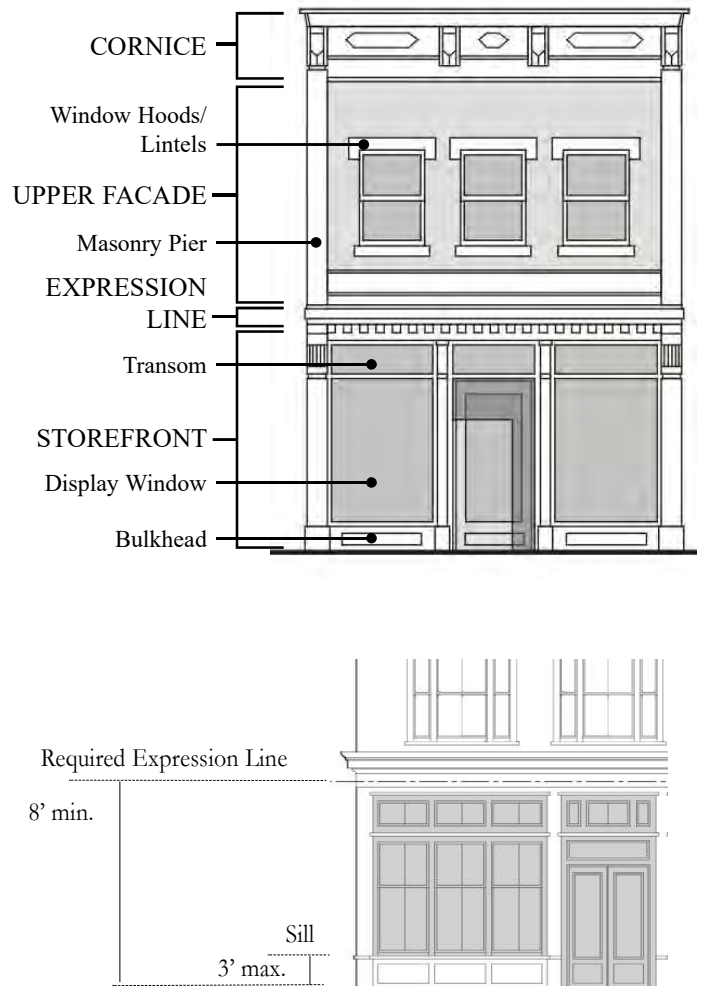 CORNICE
Window Hoods/
Lintels
UPPER FACADE
Masonry Pier
EXPRESSION
LINE
Transom
STOREFRONT
Display Window
Bulkhead
Required Expression Line
8’ min.
Sill
3’ max.